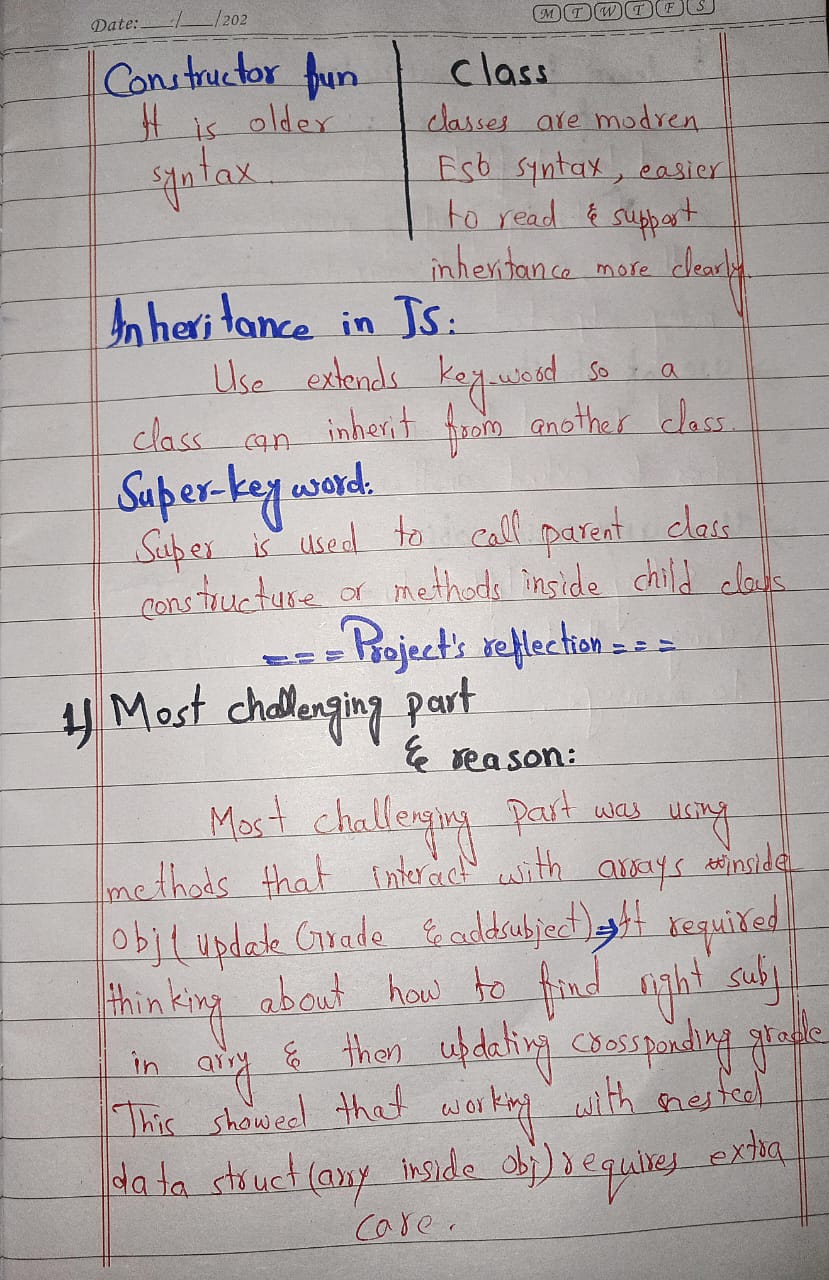 Date: __/__/202
M T W T F S
Constructor fun
It is older
syntax.
Class
classes are modren
Es6 syntax, easier
to read & support
inheritance more clearly.
Inheritance in JS:
Use extends key-word so a
class can inherit from another class.
Super-key word:
Super is used to call parent class
constructure or methods inside child class
=== Project's reflection ===
1) Most challenging part
& reason:
Most challenging part was using
methods that interact with arrays inside
obj (update Grade & addsubject) ⇒ It required
thinking about how to find right subj
in arry & then updating crossponding grade
This showed that working with nested
data struct (arry inside obj) requires extra
care.